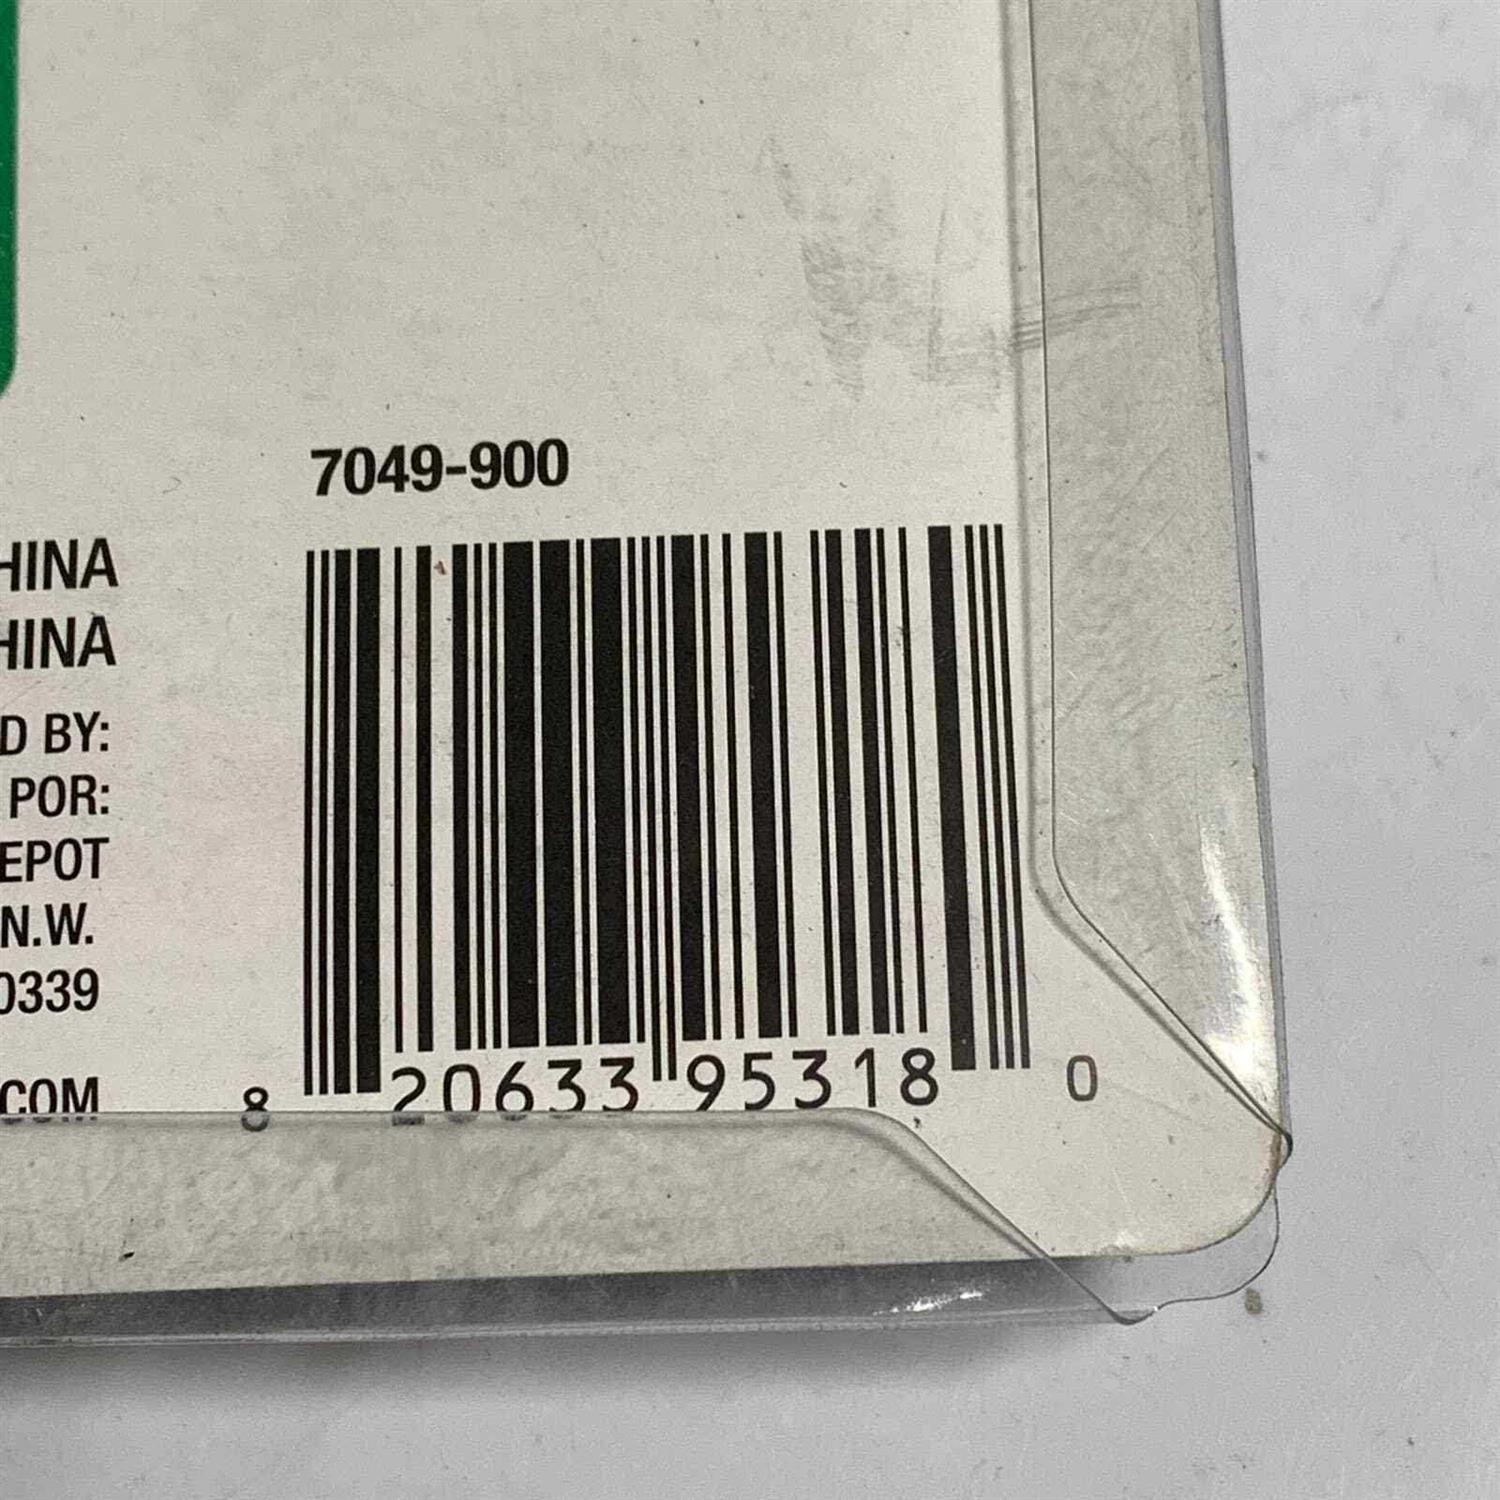 7049-900
HINA
HINA
D BY:
POR:
EPOT
N.W.
0339
.COM
8 20633 95318 0